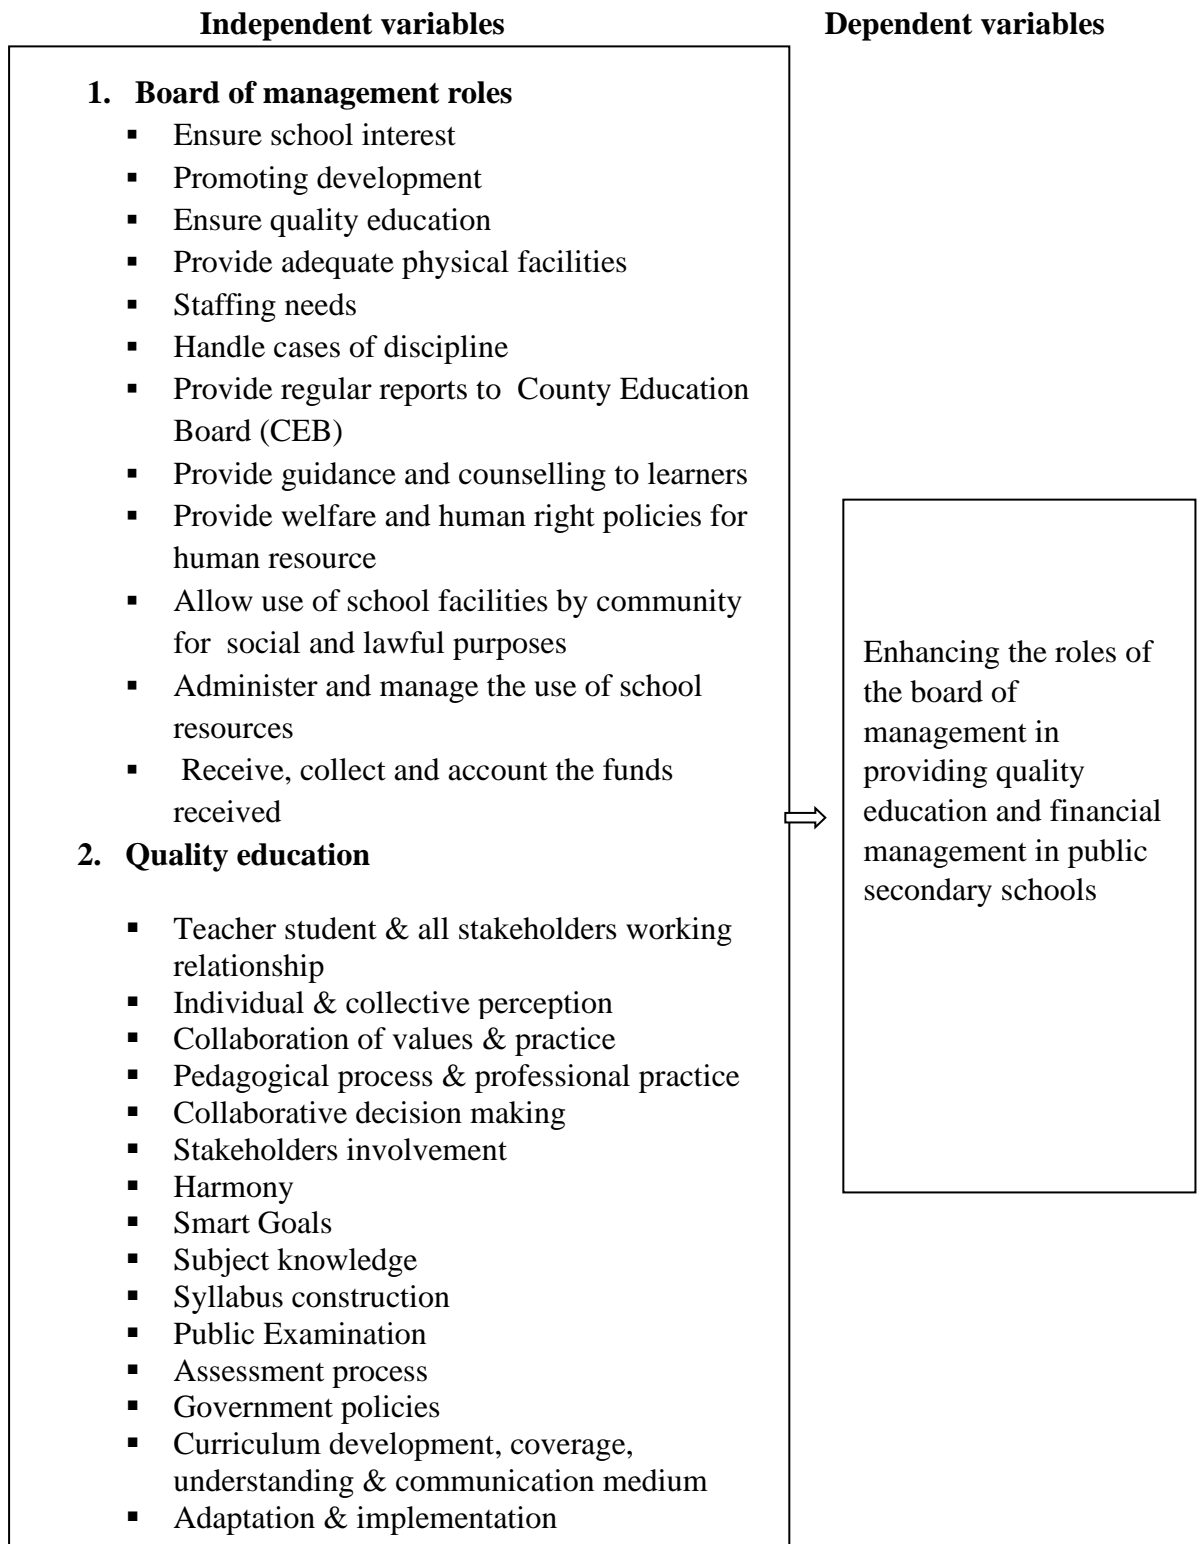 Independent variables
Dependent variables
1. Board of management roles
▪ Ensure school interest
▪ Promoting development
▪ Ensure quality education
▪ Provide adequate physical facilities
▪ Staffing needs
▪ Handle cases of discipline
▪ Provide regular reports to County Education
Board (CEB)
▪ Provide guidance and counselling to learners
▪ Provide welfare and human right policies for
human resource
▪ Allow use of school facilities by community
for social and lawful purposes
▪ Administer and manage the use of school
resources
▪ Receive, collect and account the funds
received
2. Quality education
▪ Teacher student & all stakeholders working
relationship
▪ Individual & collective perception
▪ Collaboration of values & practice
▪ Pedagogical process & professional practice
▪ Collaborative decision making
▪ Stakeholders involvement
▪ Harmony
▪ Smart Goals
▪ Subject knowledge
▪ Syllabus construction
▪ Public Examination
▪ Assessment process
▪ Government policies
▪ Curriculum development, coverage,
understanding & communication medium
▪ Adaptation & implementation
Enhancing the roles of
the board of
management in
providing quality
education and financial
management in public
secondary schools